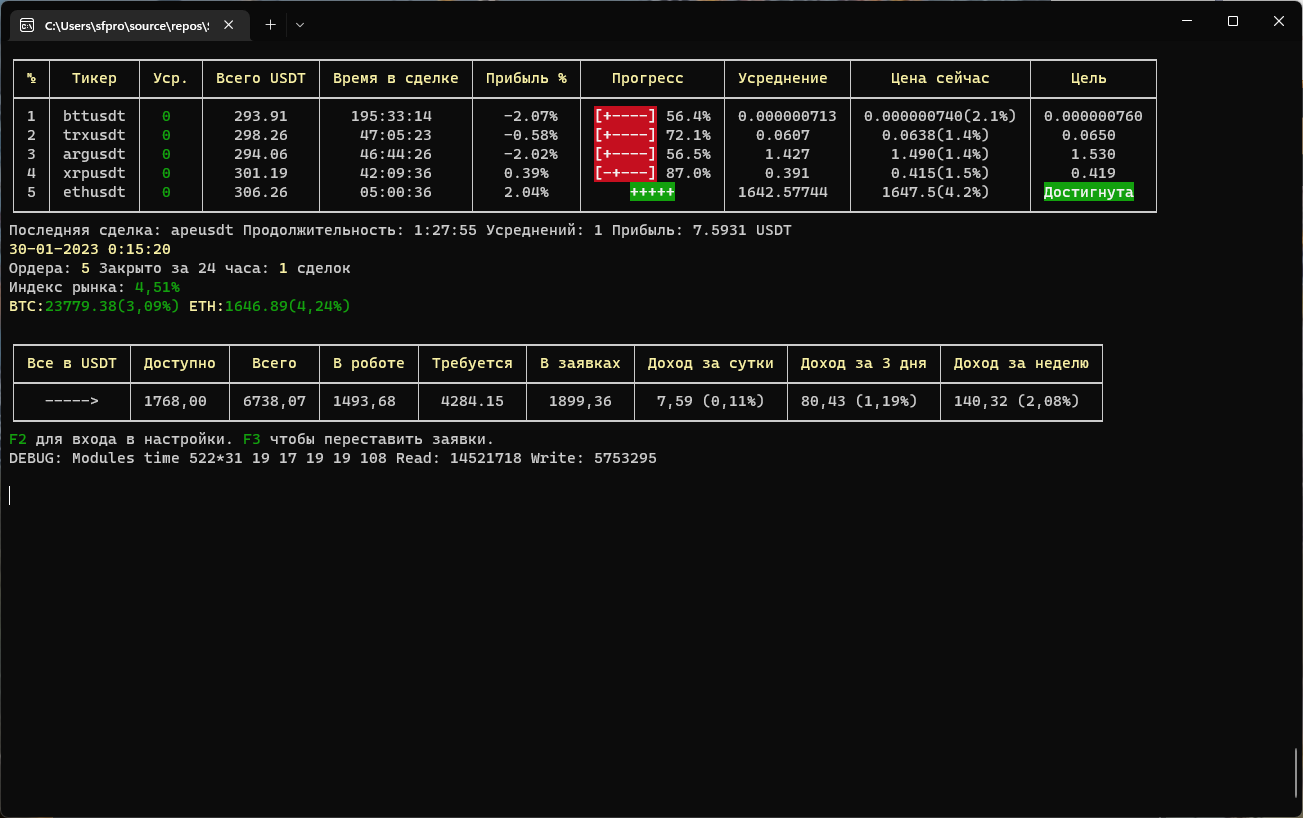 C:\Users\sfpro\source\repos\S
№ Тикер Уср. Всего USDT Время в сделке Прибыль % Прогресс Усреднение Цена сейчас Цель
1 bttusdt 0 293.91 195:33:14 -2.07% [+----] 56.4% 0.000000713 0.000000740(2.1%) 0.000000760
2 trxusdt 0 298.26 47:05:23 -0.58% [+----] 72.1% 0.0607 0.0638(1.4%) 0.0650
3 argusdt 0 294.06 46:44:26 -2.02% [+----] 56.5% 1.427 1.490(1.4%) 1.530
4 xrpusdt 0 301.19 42:09:36 0.39% [-+---] 87.0% 0.391 0.415(1.5%) 0.419
5 ethusdt 0 306.26 05:00:36 2.04% +++++ 1642.57744 1647.5(4.2%) Достигнута
Последняя сделка: apeusdt Продолжительность: 1:27:55 Усреднений: 1 Прибыль: 7.5931 USDT
30-01-2023 0:15:20
Ордера: 5 Закрыто за 24 часа: 1 сделок
Индекс рынка: 4,51%
BTC:23779.38(3,09%) ETH:1646.89(4,24%)
Все в USDT Доступно Всего В роботе Требуется В заявках Доход за сутки Доход за 3 дня Доход за неделю
-----> 1768,00 6738,07 1493,68 4284.15 1899,36 7,59 (0,11%) 80,43 (1,19%) 140,32 (2,08%)
F2 для входа в настройки. F3 чтобы переставить заявки.
DEBUG: Modules time 522*31 19 17 19 19 108 Read: 14521718 Write: 5753295